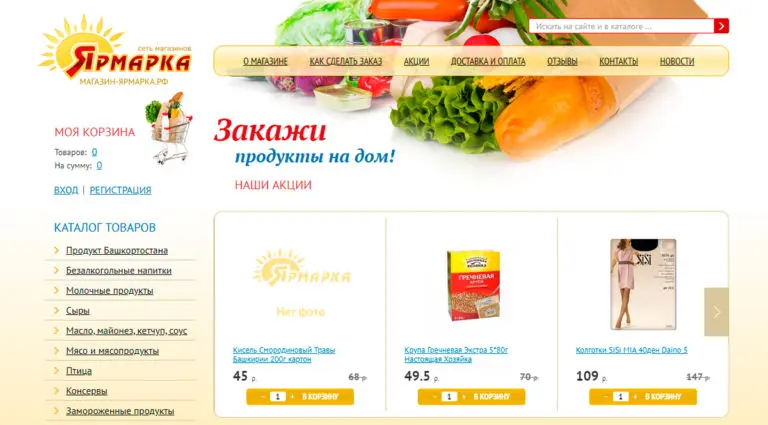 Искать на сайте и в каталоге ...
сеть магазинов
ЯРМАРКА
МАГАЗИН-ЯРМАРКА.РФ
О МАГАЗИНЕ КАК СДЕЛАТЬ ЗАКАЗ АКЦИИ ДОСТАВКА И ОПЛАТА ОТЗЫВЫ КОНТАКТЫ НОВОСТИ
МОЯ КОРЗИНА
Товаров: 0
На сумму: 0
ВХОД | РЕГИСТРАЦИЯ
Закажи
продукты на дом!
НАШИ АКЦИИ
КАТАЛОГ ТОВАРОВ
Продукт Башкортостана
Безалкогольные напитки
Молочные продукты
Сыры
Масло, майонез, кетчуп, соус
Мясо и мясопродукты
Птица
Консервы
Замороженные продукты
ЯРМАРКА
Нет фото
Кисель Смородиновый Травы
Башкирии 200г картон
45 р. 68 р.
– 1 + В КОРЗИНУ
ГРЕЧНЕВАЯ
Крупа Гречневая Экстра 5*80г
Настоящая Хозяйка
49.5 р. 70 р.
– 1 + В КОРЗИНУ
SiSi
Колготки SiSi MIA 40ден Daino 5
109 р. 147 р.
– 1 + В КОРЗИНУ